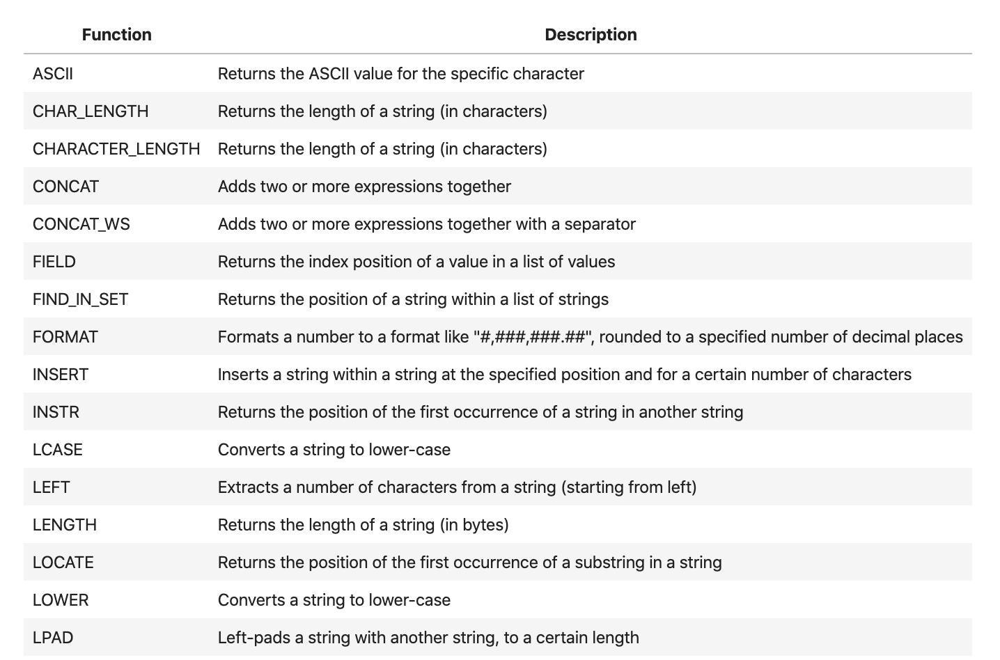 Function Description
ASCII Returns the ASCII value for the specific character
CHAR_LENGTH Returns the length of a string (in characters)
CHARACTER_LENGTH Returns the length of a string (in characters)
CONCAT Adds two or more expressions together
CONCAT_WS Adds two or more expressions together with a separator
FIELD Returns the index position of a value in a list of values
FIND_IN_SET Returns the position of a string within a list of strings
FORMAT Formats a number to a format like "#,###,###.##", rounded to a specified number of decimal places
INSERT Inserts a string within a string at the specified position and for a certain number of characters
INSTR Returns the position of the first occurrence of a string in another string
LCASE Converts a string to lower-case
LEFT Extracts a number of characters from a string (starting from left)
LENGTH Returns the length of a string (in bytes)
LOCATE Returns the position of the first occurrence of a substring in a string
LOWER Converts a string to lower-case
LPAD Left-pads a string with another string, to a certain length